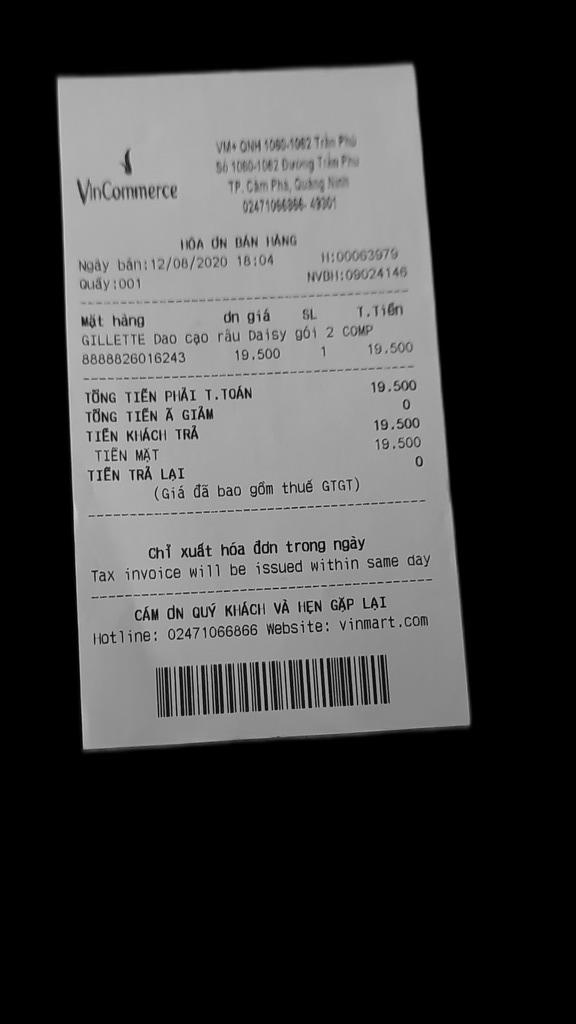 VinCommerce
VM+ QNH 1060-1062 Trần Phú
Số 1060-1062 Đường Trần Phú
TP. Cẩm Phả, Quảng Ninh
02471066866- 49301
HÓA ƠN BÁN HÀNG
Ngày bán:12/08/2020 18:04 H:00063979
Quầy:001 NVBH:09024146
Mặt hàng ơn giá SL T.Tiền
GILLETTE Dao cạo râu Daisy gói 2 COMP
8888826016243 19.500 1 19.500
TỔNG TIỀN PHẢI T.TOÁN 19.500
TỔNG TIỀN Ã GIẢM 0
TIỀN KHÁCH TRẢ 19.500
TIỀN MẶT 19.500
TIỀN TRẢ LẠI 0
(Giá đã bao gồm thuế GTGT)
Chỉ xuất hóa đơn trong ngày
Tax invoice will be issued within same day
CÁM ƠN QUÝ KHÁCH VÀ HẸN GẶP LẠI
Hotline: 02471066866 Website: vinmart.com